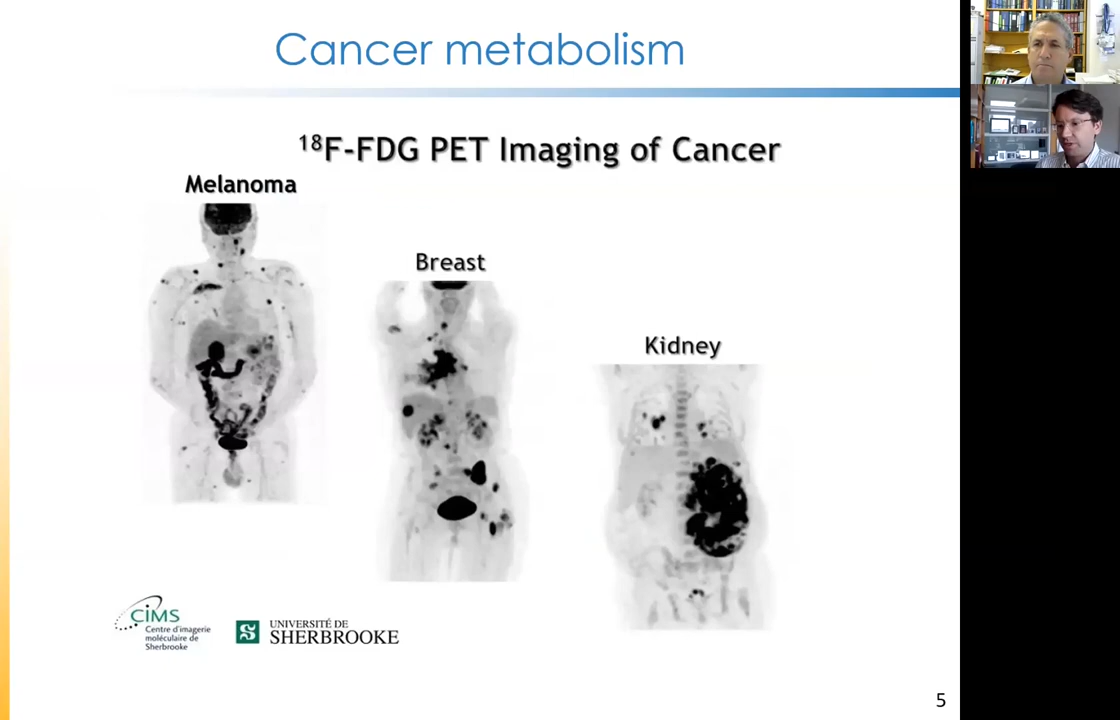 Cancer metabolism
¹⁸F-FDG PET Imaging of Cancer
Melanoma
Breast
Kidney
CiMS
Centre d'imagerie
moléculaire de
Sherbrooke
S
UNIVERSITÉ DE
SHERBROOKE
5